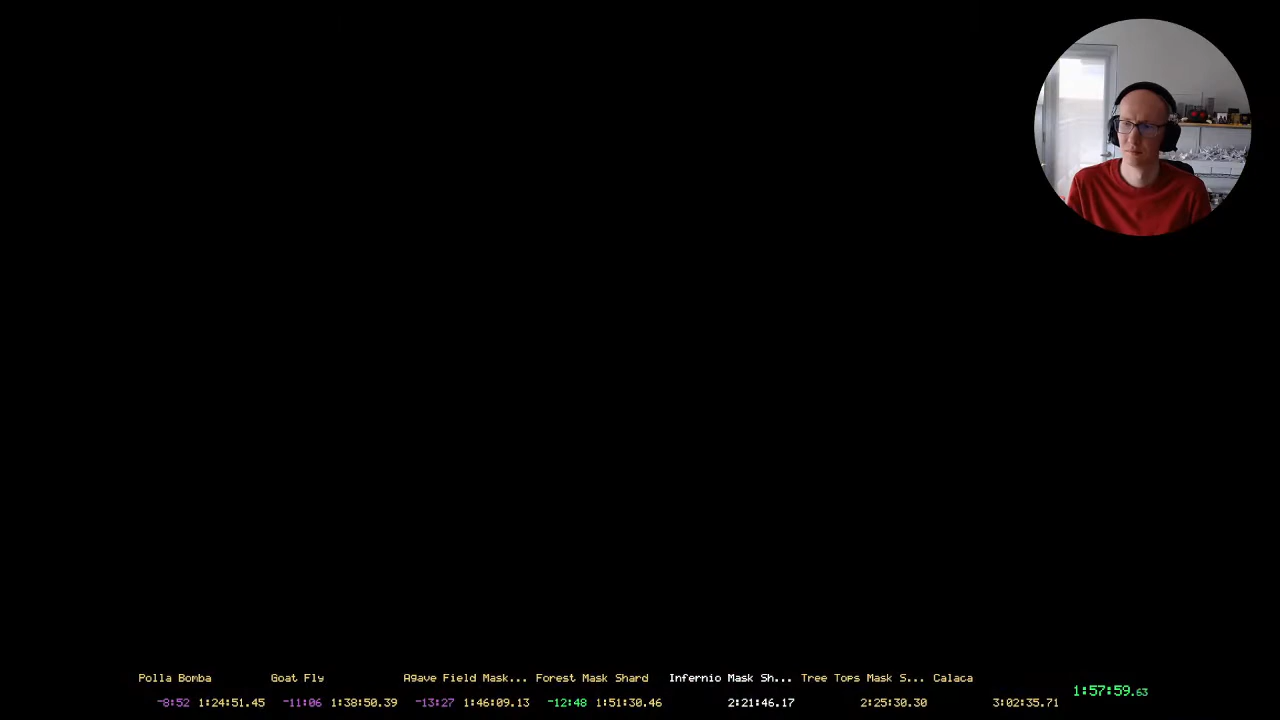 Polla Bomba Goat Fly Agave Field Mask... Forest Mask Shard Infernio Mask Sh... Tree Tops Mask S... Calaca
-8:52 1:24:51.45 -11:06 1:38:50.39 -13:27 1:46:09.13 -12:48 1:51:30.46 2:21:46.17 2:25:30.30 3:02:35.71
1:57:59.63